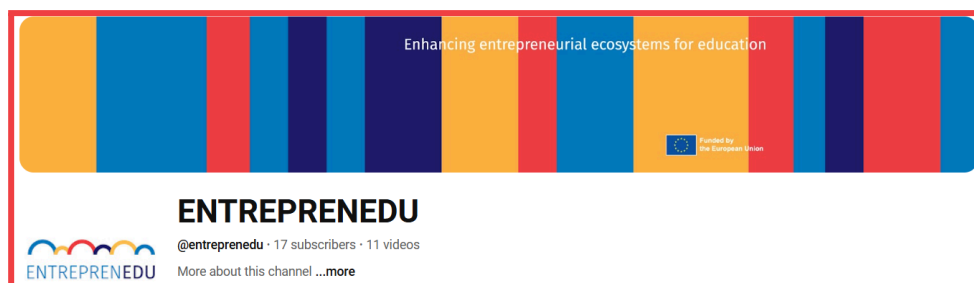 Enhancing entrepreneurial ecosystems for education
Funded by
the European Union
ENTREPRENEDU
@entreprenedu · 17 subscribers · 11 videos
More about this channel ...more
ENTREPRENEDU